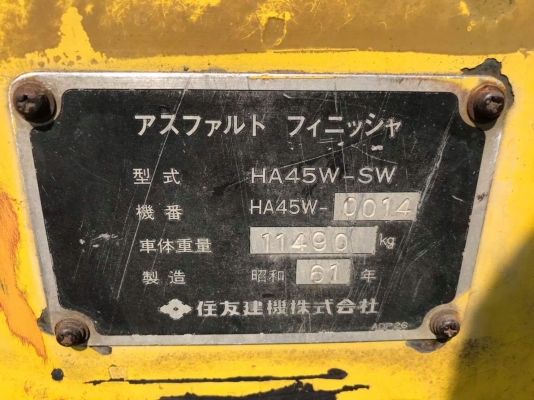 アスファルト フィニッシャ
型式 HA45W-SW
機番 HA45W-0014
車体重量 11490 kg
製造 昭和 61 年
住友建機株式会社